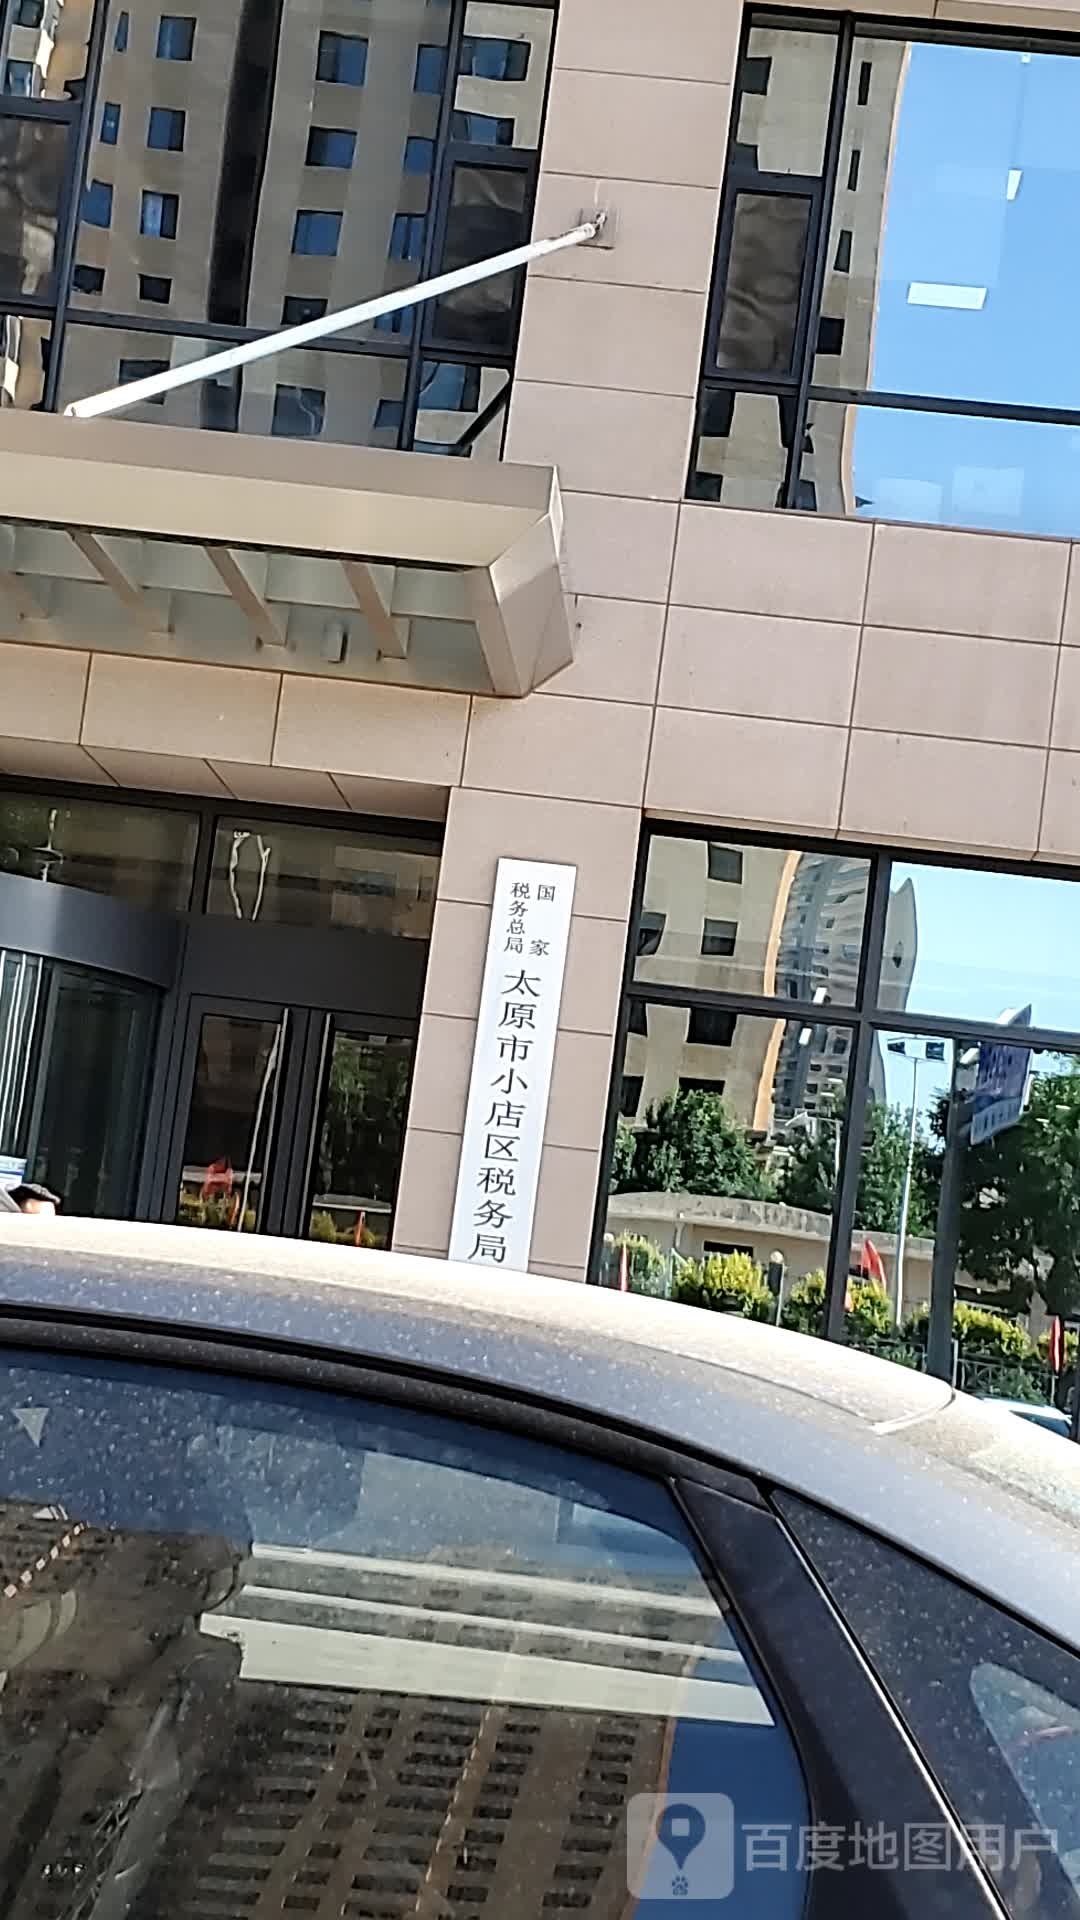 国家
税务总局
太原市小店区税务局
百度地图用户